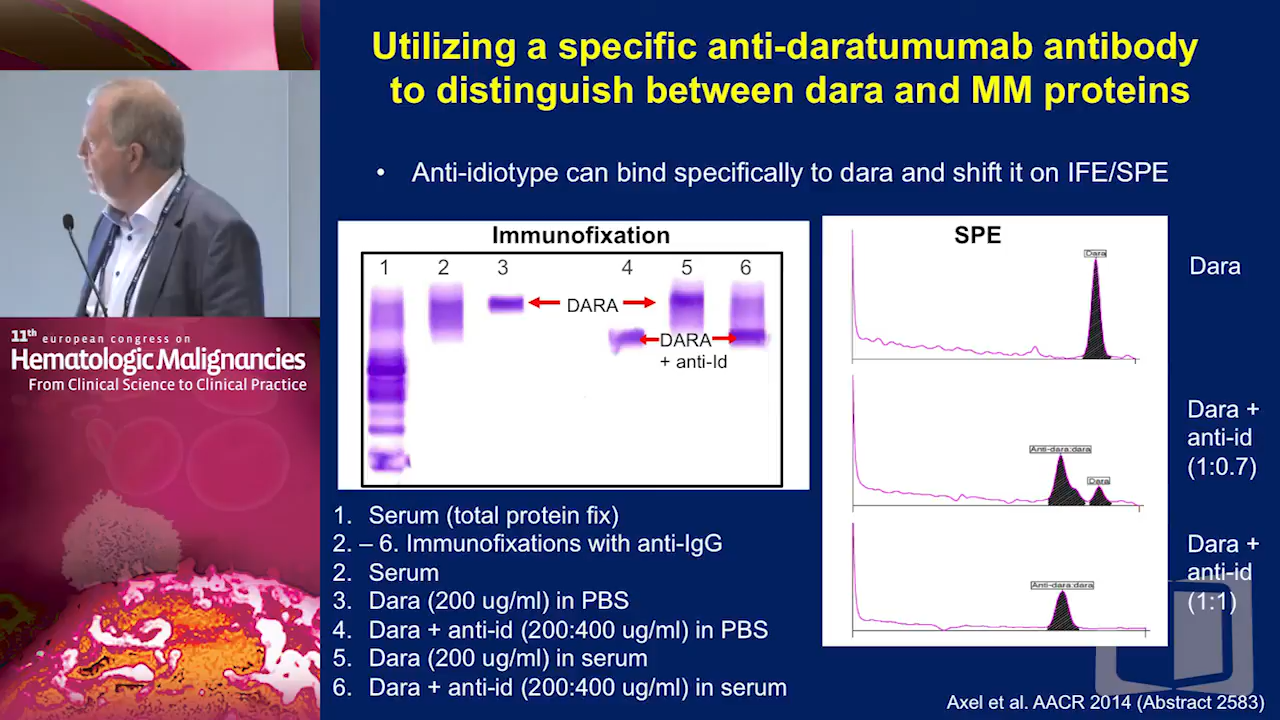 Utilizing a specific anti-daratumumab antibody
to distinguish between dara and MM proteins
• Anti-idiotype can bind specifically to dara and shift it on IFE/SPE
Immunofixation
1 2 3 4 5 6
DARA
DARA
+ anti-Id
SPE
Dara
Dara
Anti-dara:dara
Dara
Dara +
anti-id
(1:0.7)
Anti-dara:dara
Dara +
anti-id
(1:1)
1. Serum (total protein fix)
2. – 6. Immunofixations with anti-IgG
2. Serum
3. Dara (200 ug/ml) in PBS
4. Dara + anti-id (200:400 ug/ml) in PBS
5. Dara (200 ug/ml) in serum
6. Dara + anti-id (200:400 ug/ml) in serum
Axel et al. AACR 2014 (Abstract 2583)
11th european congress on
Hematologic Malignancies
From Clinical Science to Clinical Practice